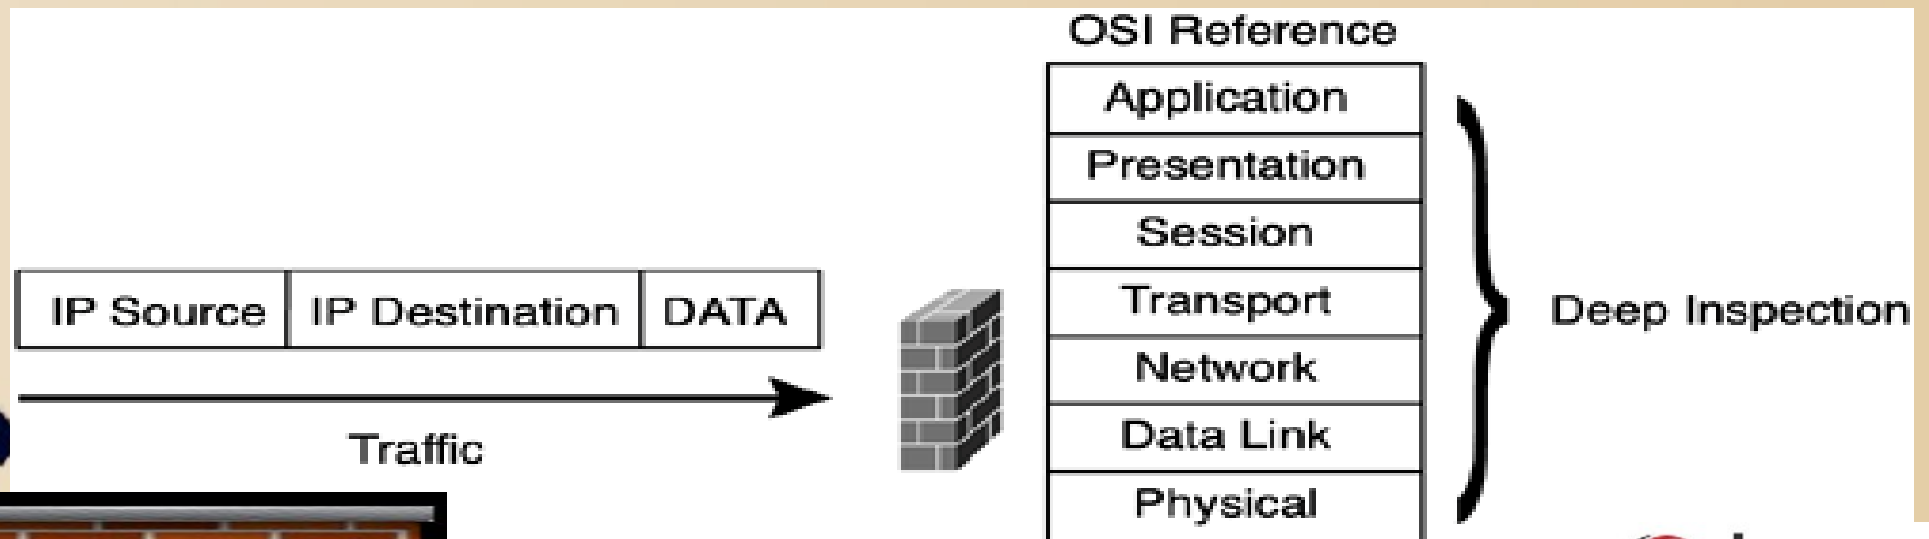 OSI Reference
Application
Presentation
Session
Transport
Network
Data Link
Physical
IP Source
IP Destination
DATA
Traffic
Deep Inspection